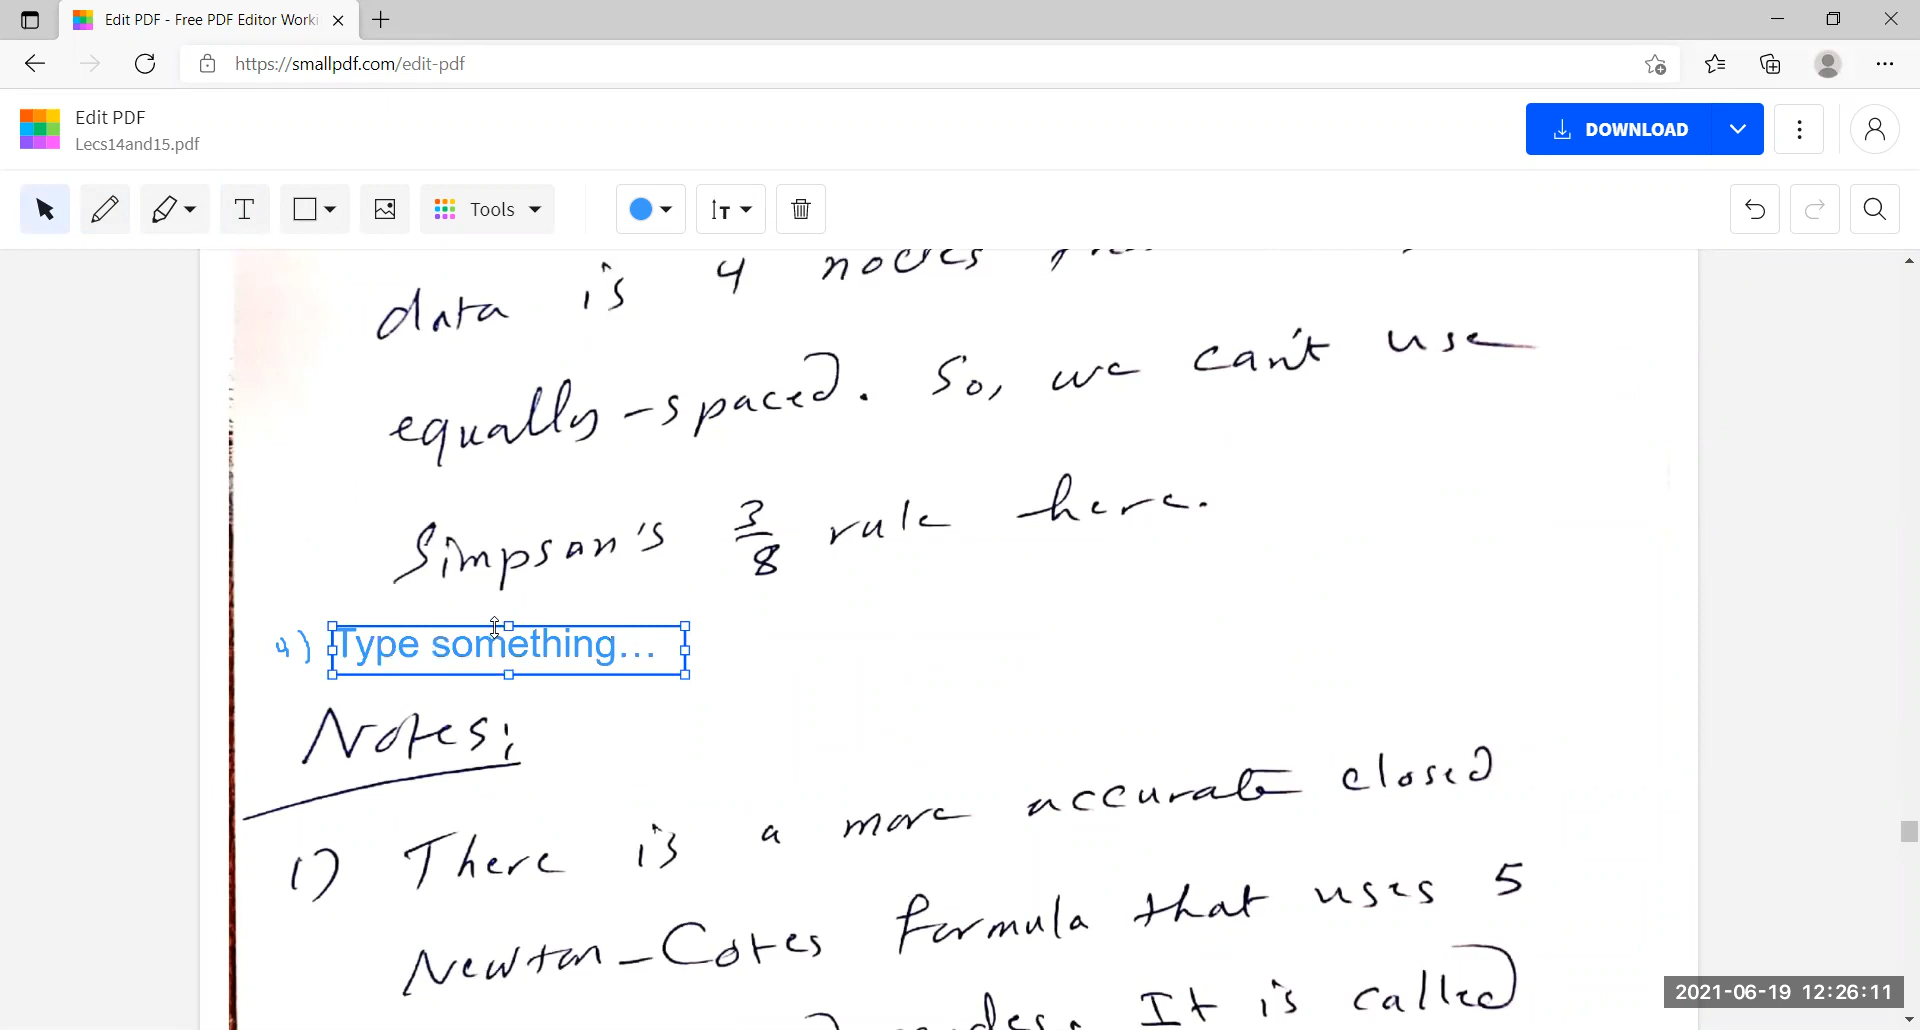 Edit PDF - Free PDF Editor Worki
https://smallpdf.com/edit-pdf
Edit PDF
Lecs14and15.pdf
DOWNLOAD
T
Tools
data is 4 nodes
equally-spaced. So, we can't use
Simpson's 3/8 rule here.
4) Type something...
Notes:
1) There is a more accurate closed
Newton-Cotes formula that uses 5
It is called
2021-06-19 12:26:11